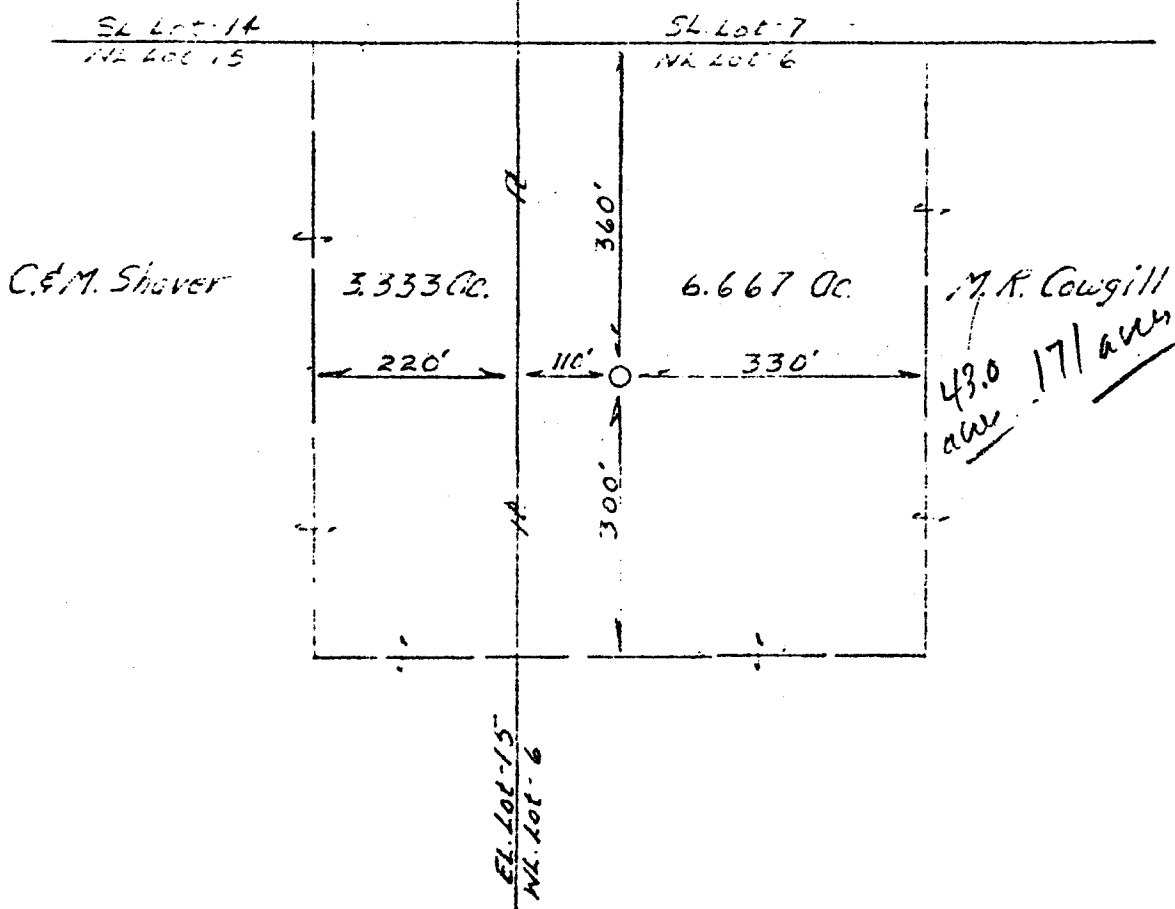 SL Lot-14
SL. Lot-7
NL Lot 15
NL Lot 6
360'
C.&M. Shaver
3.333 Ac.
6.667 Ac.
M.R. Cowgill
220'
110'
330'
43.0 acres
.171 acres
300'
EL. Lot-15
WL. Lot-6